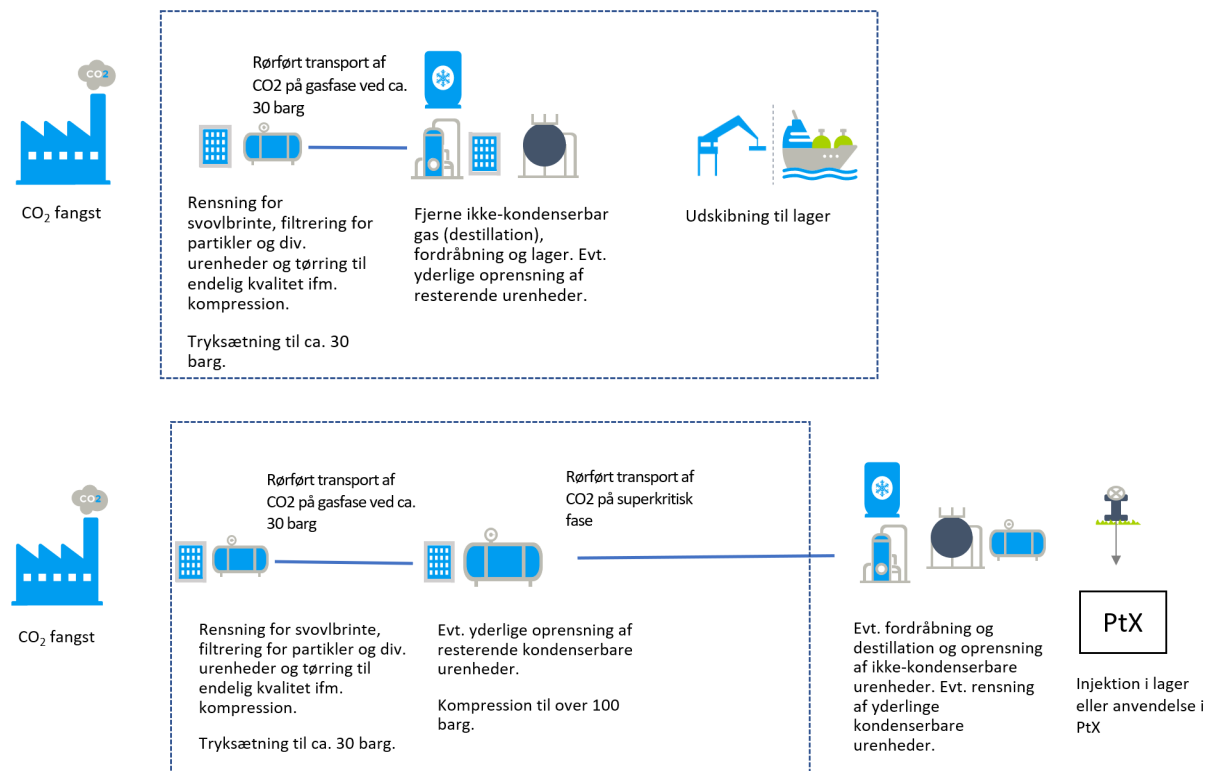 CO2
Rørført transport af
CO2 på gasfase ved ca.
30 barg
CO₂ fangst
Rensning for
svovlbrinte, filtrering for
partikler og div.
urenheder og tørring til
endelig kvalitet ifm.
kompression.
Tryksætning til ca. 30
barg.
Fjerne ikke-kondenserbar
gas (destillation),
fordråbning og lager. Evt.
yderlige oprensning af
resterende urenheder.
Udskibning til lager
CO2
Rørført transport af
CO2 på gasfase ved ca.
30 barg
Rørført transport af
CO2 på superkritisk
fase
CO₂ fangst
Rensning for svovlbrinte,
filtrering for partikler og div.
urenheder og tørring til
endelig kvalitet ifm.
kompression.
Tryksætning til ca. 30 barg.
Evt. yderlige oprensning af
resterende kondenserbare
urenheder.
Kompression til over 100
barg.
Evt. fordråbning og
destillation og oprensning
af ikke-kondenserbare
urenheder. Evt. rensning
af yderlinge
kondenserbare
urenheder.
PtX
Injektion i lager
eller anvendelse i
PtX